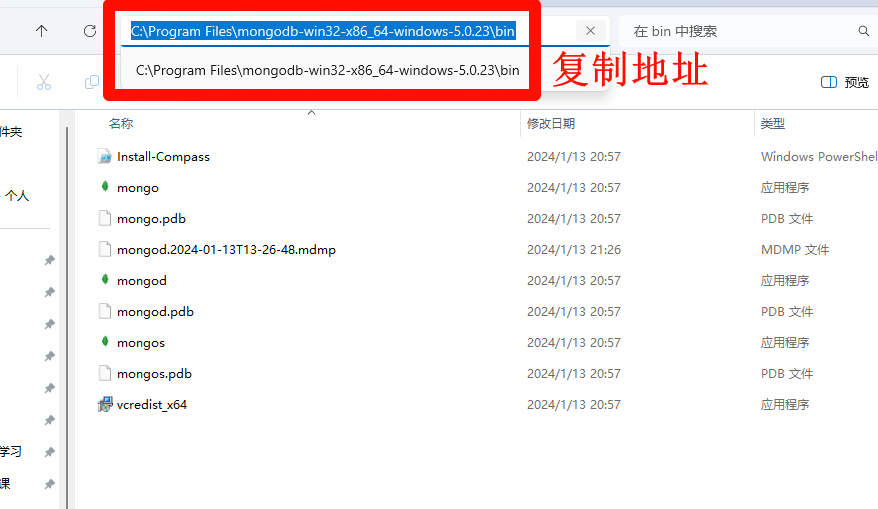 C:\Program Files\mongodb-win32-x86_64-windows-5.0.23\bin
在 bin 中搜索
C:\Program Files\mongodb-win32-x86_64-windows-5.0.23\bin
复制地址
预览
件夹
名称 修改日期 类型
Install-Compass 2024/1/13 20:57 Windows PowerShel
个人 mongo 2024/1/13 20:57 应用程序
mongo.pdb 2024/1/13 20:57 PDB 文件
mongod.2024-01-13T13-26-48.mdmp 2024/1/13 21:26 MDMP 文件
mongod 2024/1/13 20:57 应用程序
mongod.pdb 2024/1/13 20:57 PDB 文件
mongos 2024/1/13 20:57 应用程序
mongos.pdb 2024/1/13 20:57 PDB 文件
vcredist_x64 2024/1/13 20:57 应用程序
学习
课